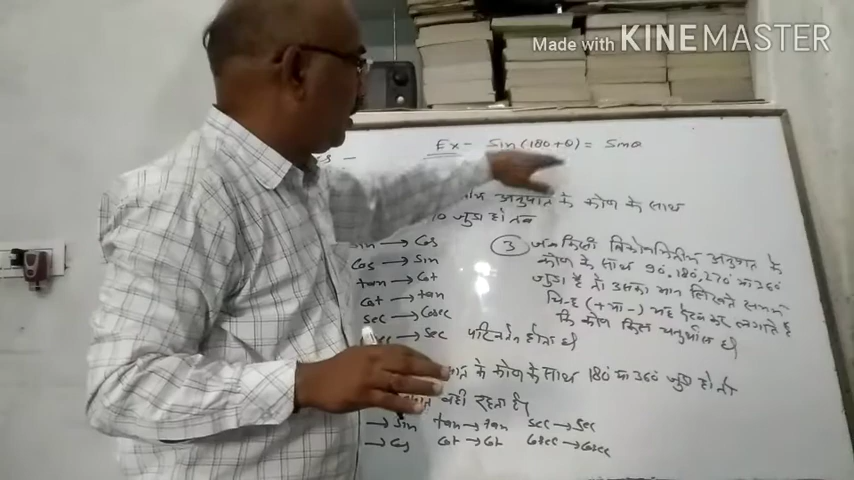 Made with KINEMASTER
Ex - Sin (180+θ) = Sinθ
अनुपात के कोण के साथ
जुडा हो तब
Sin → Cos
Cos → Sin
tan → Cot
Cot → tan
Sec → Cosec
→ Sec परिवर्तन होता है
③ जब किसी त्रिकोणमितीय अनुपात के
कोण के साथ 90, 180, 270 या 360
जुडा है तो उसका मान लिखते समय
चिन्ह (+ या -) यह देखकर लगाते है
कि कोण किस चतुर्थांश है
के कोण के साथ 180 या 360 जुडा हो तो
वही रहता है
→ Sin tan → tan Sec → Sec
→ Cos Cot → Cot Cosec → Cosec